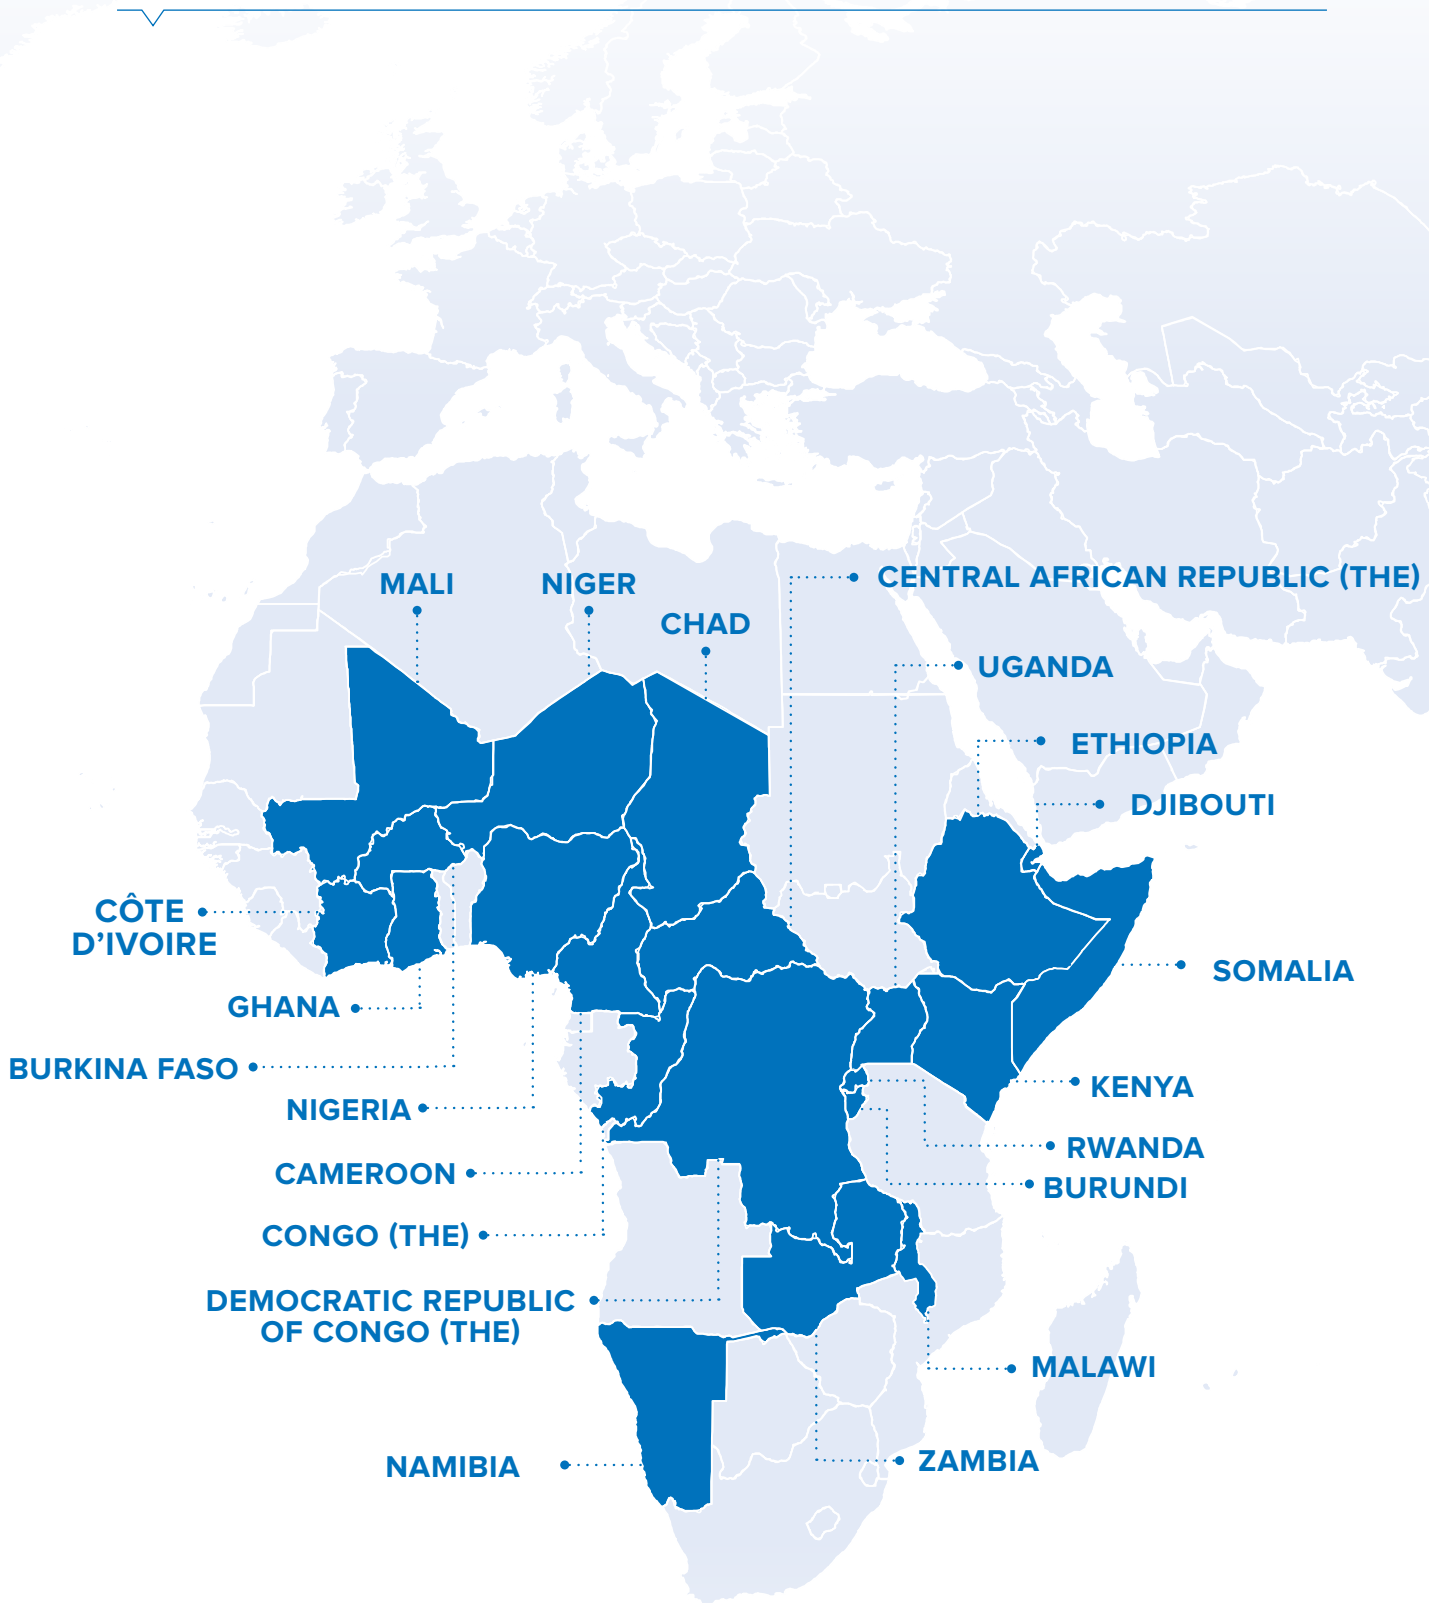 MALI
NIGER
CENTRAL AFRICAN REPUBLIC (THE)
CHAD
UGANDA
ETHIOPIA
DJIBOUTI
CÔTE
D’IVOIRE
SOMALIA
GHANA
BURKINA FASO
KENYA
NIGERIA
RWANDA
CAMEROON
BURUNDI
CONGO (THE)
DEMOCRATIC REPUBLIC
OF CONGO (THE)
MALAWI
NAMIBIA
ZAMBIA